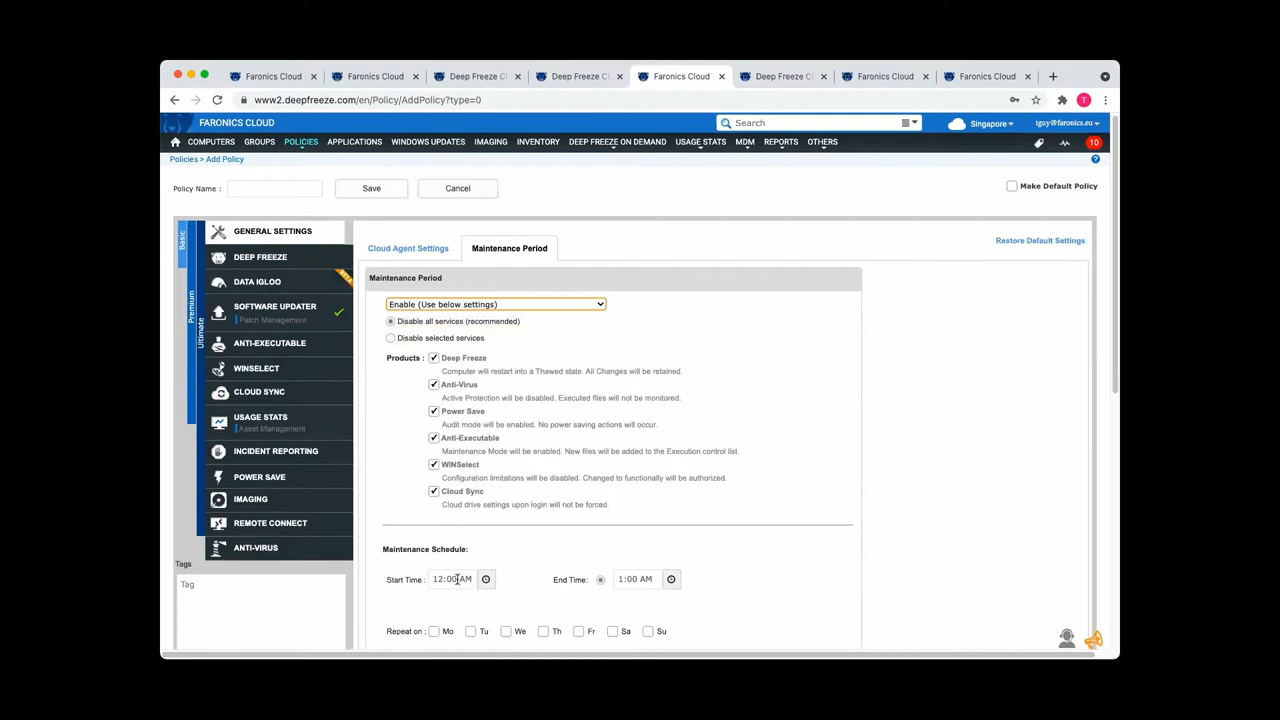 Faronics Cloud
Faronics Cloud
Deep Freeze C
Deep Freeze Cl
Faronics Cloud
Deep Freeze C
Faronics Cloud
Faronics Cloud
www2.deepfreeze.com/en/Policy/AddPolicy?type=0
T
FARONICS CLOUD
Search
Singapore
tguy@faronics.eu
COMPUTERS GROUPS POLICIES APPLICATIONS WINDOWS UPDATES IMAGING INVENTORY DEEP FREEZE ON DEMAND USAGE STATS MDM REPORTS OTHERS
10
Policies > Add Policy
Policy Name :
Save
Cancel
Make Default Policy
Basic
Premium
Ultimate
GENERAL SETTINGS
DEEP FREEZE
DATA IGLOO
BETA
SOFTWARE UPDATER
Patch Management
ANTI-EXECUTABLE
WINSELECT
CLOUD SYNC
USAGE STATS
Asset Management
INCIDENT REPORTING
POWER SAVE
IMAGING
REMOTE CONNECT
ANTI-VIRUS
Tags
Tag
Cloud Agent Settings
Maintenance Period
Restore Default Settings
Maintenance Period
Enable (Use below settings)
Disable all services (recommended)
Disable selected services
Products : Deep Freeze
Computer will restart into a Thawed state. All Changes will be retained.
Anti-Virus
Active Protection will be disabled. Executed files will not be monitored.
Power Save
Audit mode will be enabled. No power saving actions will occur.
Anti-Executable
Maintenance Mode will be enabled. New files will be added to the Execution control list.
WINSelect
Configuration limitations will be disabled. Changed to functionally will be authorized.
Cloud Sync
Cloud drive settings upon login will not be forced.
Maintenance Schedule:
Start Time : 12:00 AM
End Time: 1:00 AM
Repeat on : Mo Tu We Th Fr Sa Su